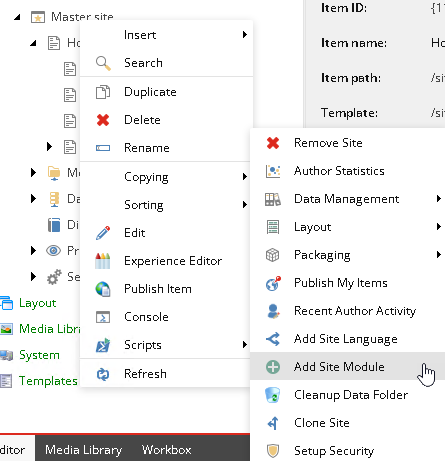 Master site
Item ID: {1
Item name: Ho
Item path: /si
Template: /si
Ho
Insert
Search
Duplicate
Delete
Rename
Copying
Sorting
Edit
Experience Editor
Publish Item
Console
Scripts
Refresh
Me
Da
Di
Pr
Se
Layout
Media Libra
System
Templates
Remove Site
Author Statistics
Data Management
Layout
Packaging
Publish My Items
Recent Author Activity
Add Site Language
Add Site Module
Cleanup Data Folder
Clone Site
Setup Security
ditor
Media Library
Workbox